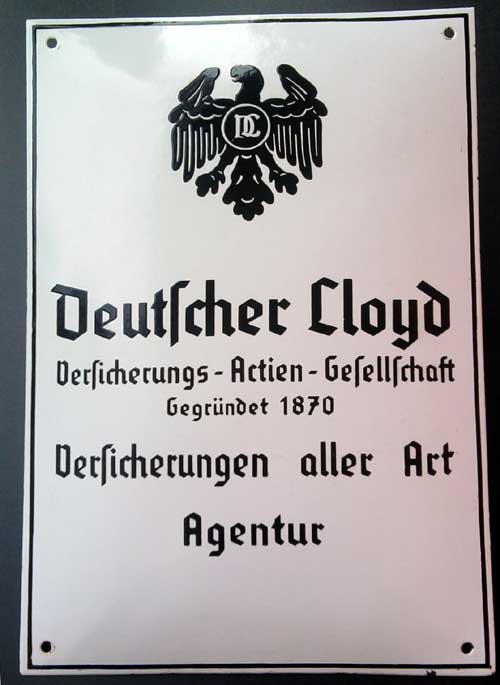 DL
Deutſcher Lloyd
Verſicherungs-Actien-Geſellſchaft
Gegründet 1870
Verſicherungen aller Art
Agentur